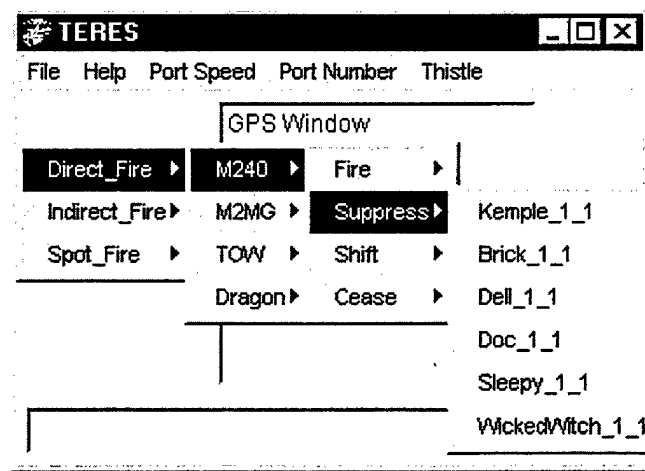 TERES
File Help Port Speed Port Number Thistle
GPS Window
Direct_Fire M240 Fire
Indirect_Fire M2MG Suppress Kemple_1_1
Spot_Fire TOW Shift Brick_1_1
Dragon Cease Dell_1_1
Doc_1_1
Sleepy_1_1
WickedWitch_1_1